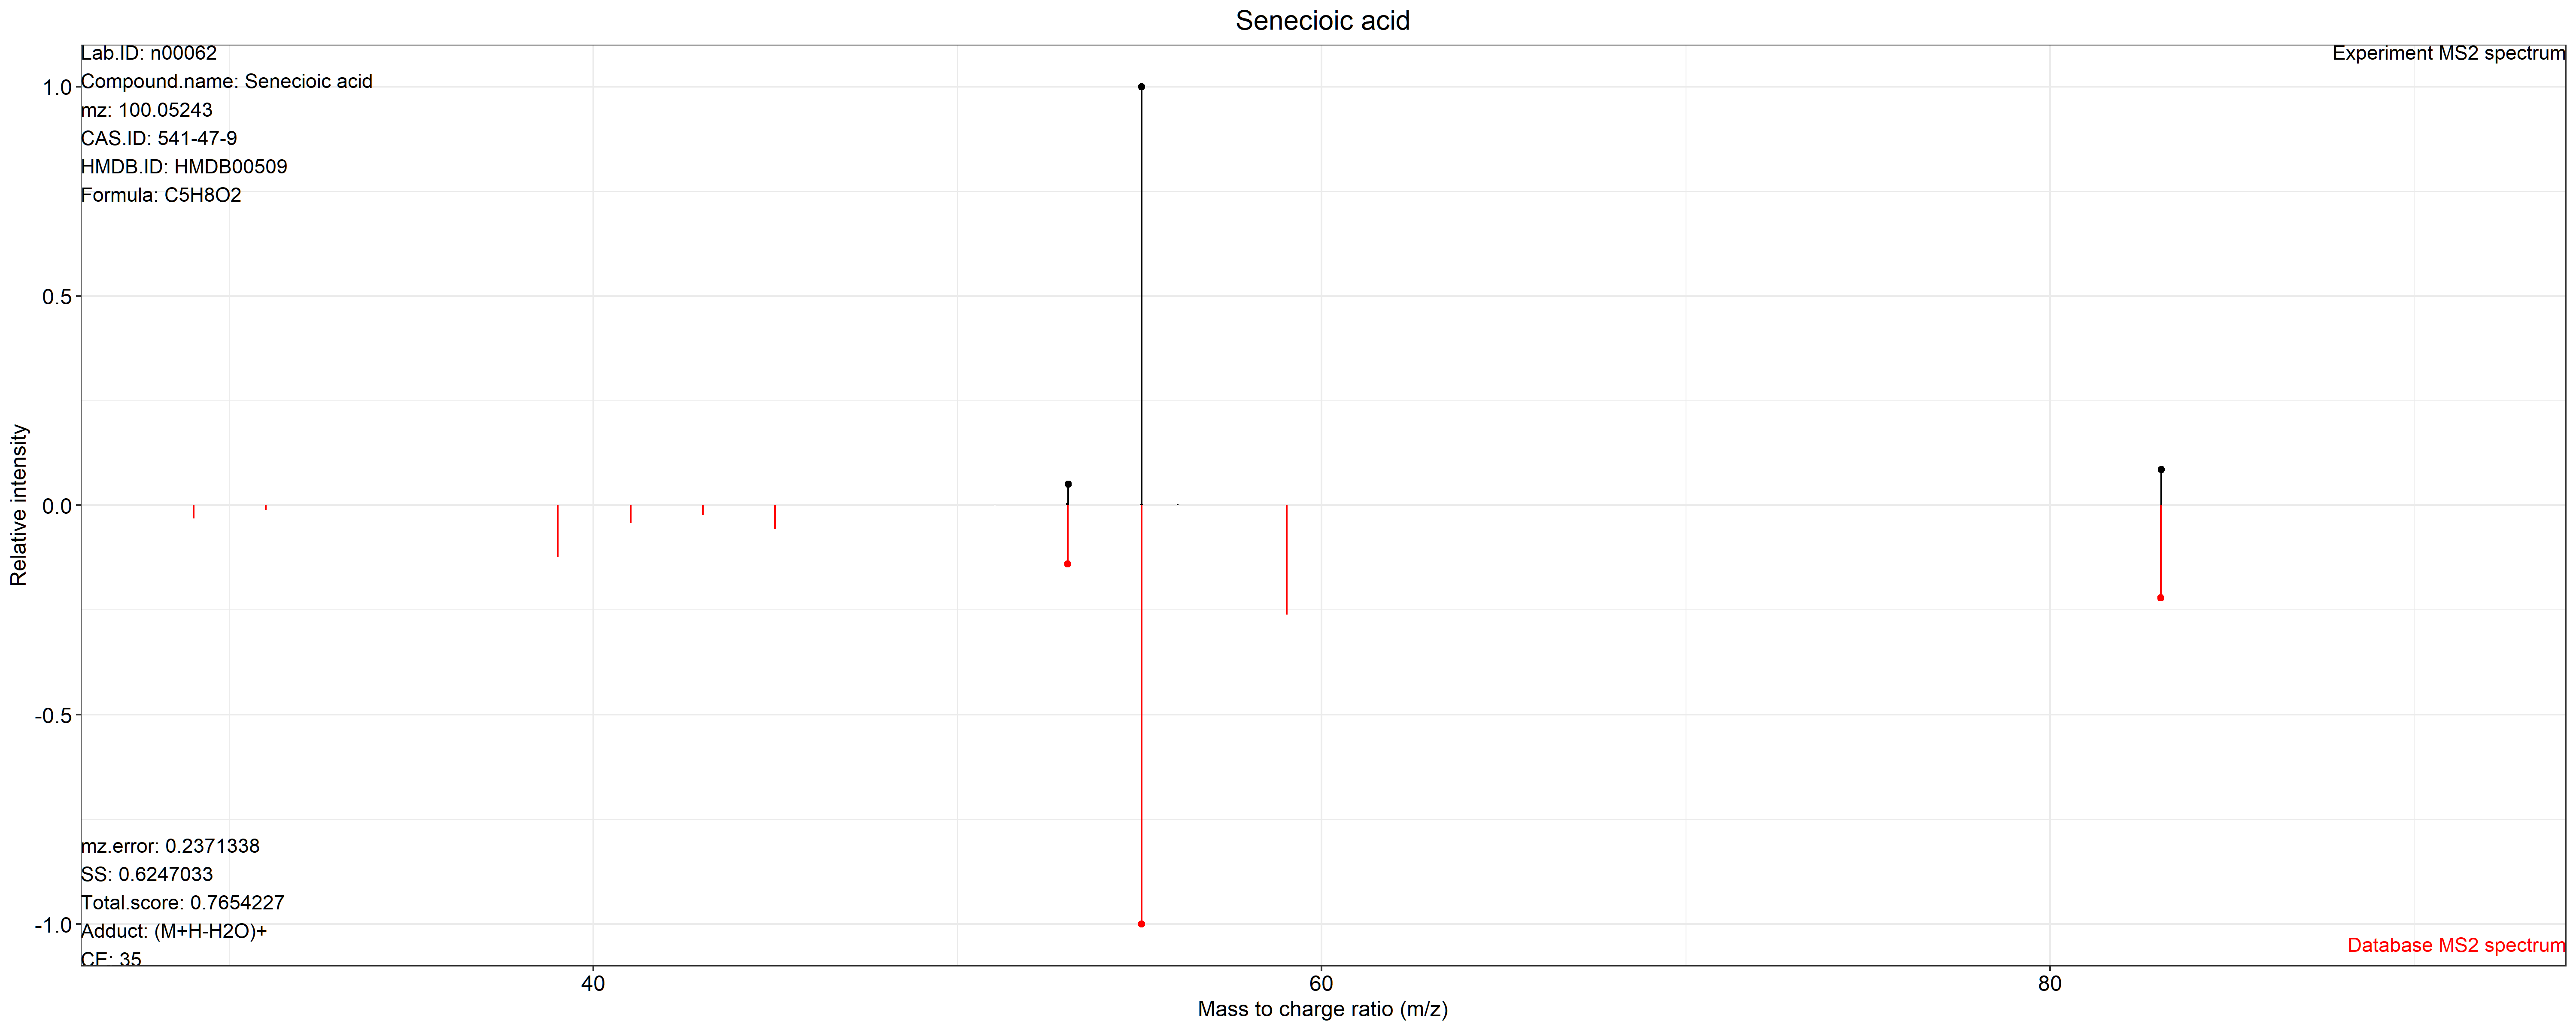 Senecioic acid
Lab.ID: n00062
Compound.name: Senecioic acid
mz: 100.05243
CAS.ID: 541-47-9
HMDB.ID: HMDB00509
Formula: C5H8O2
Experiment MS2 spectrum
1.0
0.5
0.0
-0.5
-1.0
Relative intensity
mz.error: 0.2371338
SS: 0.6247033
Total.score: 0.7654227
Adduct: (M+H-H2O)+
CE: 35
Database MS2 spectrum
40
60
80
Mass to charge ratio (m/z)